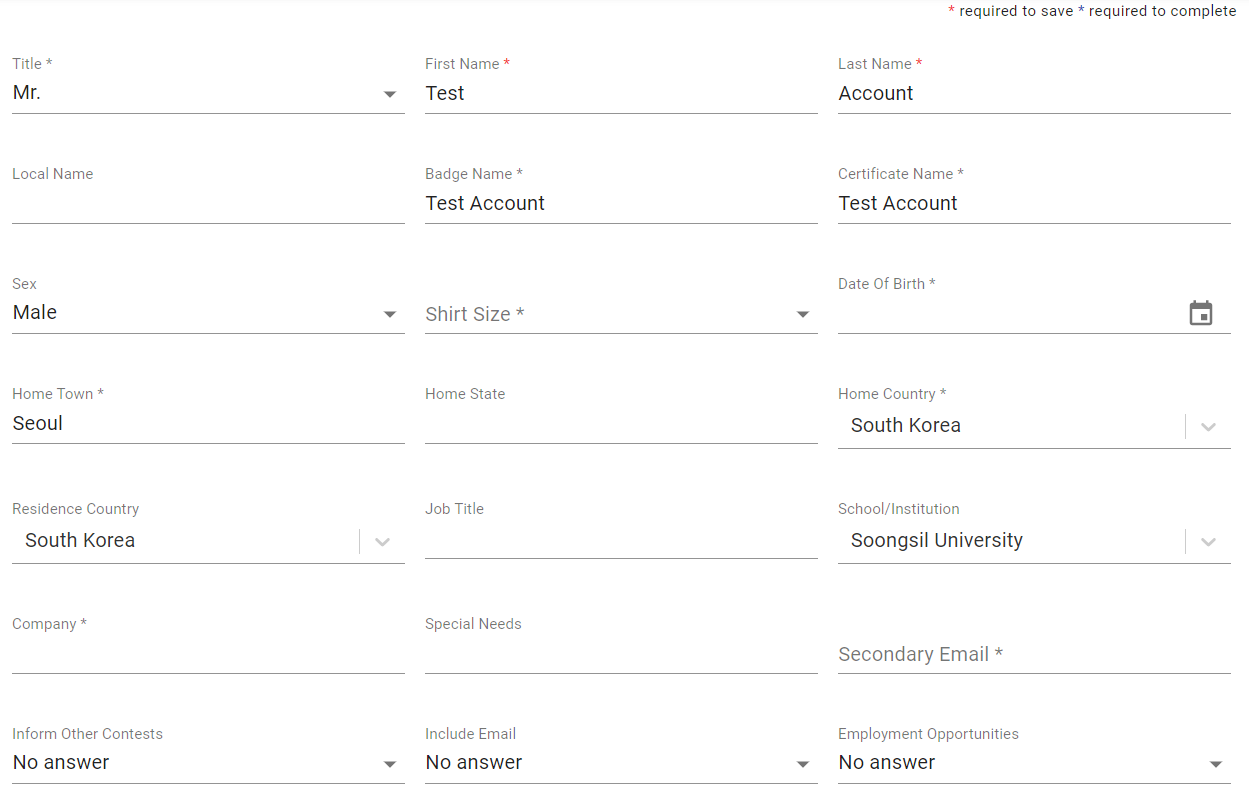 * required to save * required to complete
Title * First Name * Last Name *
Mr. Test Account
Local Name Badge Name * Certificate Name *
Test Account Test Account
Sex Date Of Birth *
Male Shirt Size *
Home Town * Home State Home Country *
Seoul South Korea
Residence Country Job Title School/Institution
South Korea Soongsil University
Company * Special Needs
Secondary Email *
Inform Other Contests Include Email Employment Opportunities
No answer No answer No answer